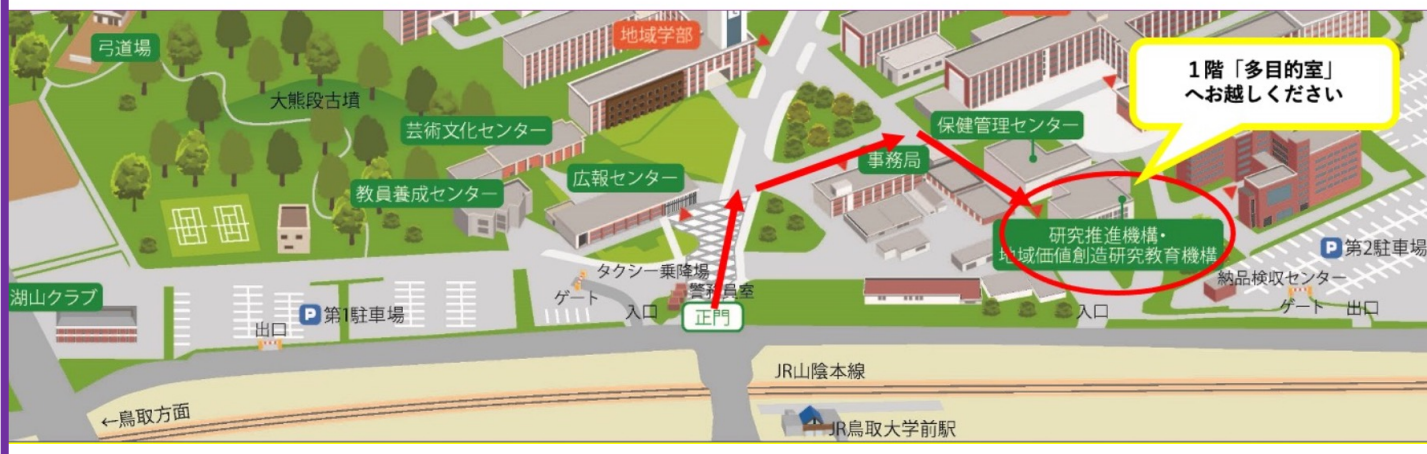 弓道場
地域学部
大熊段古墳
芸術文化センター
教員養成センター
広報センター
保健管理センター
事務局
1階「多目的室」
へお越しください
研究推進機構・
地域価値創造研究教育機構
P 第2駐車場
納品検収センター
ゲート
出口
タクシー乗降場
ゲート
警務員室
入口
正門
入口
湖山クラブ
P 第1駐車場
出口
JR山陰本線
←鳥取方面
JR鳥取大学前駅